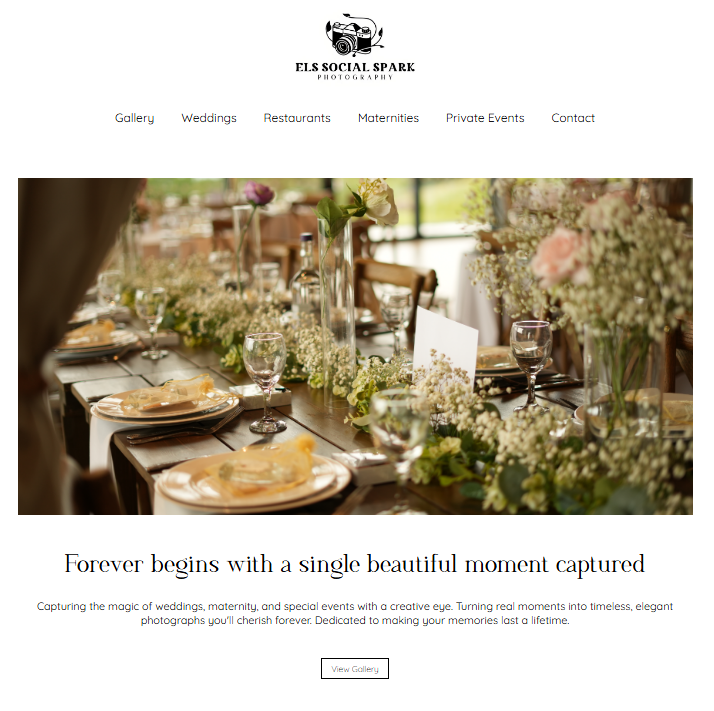 ELS SOCIAL SPARK
PHOTOGRAPHY
Gallery Weddings Restaurants Maternities Private Events Contact
Forever begins with a single beautiful moment captured
Capturing the magic of weddings, maternity, and special events with a creative eye. Turning real moments into timeless, elegant
photographs you'll cherish forever. Dedicated to making your memories last a lifetime.
View Gallery